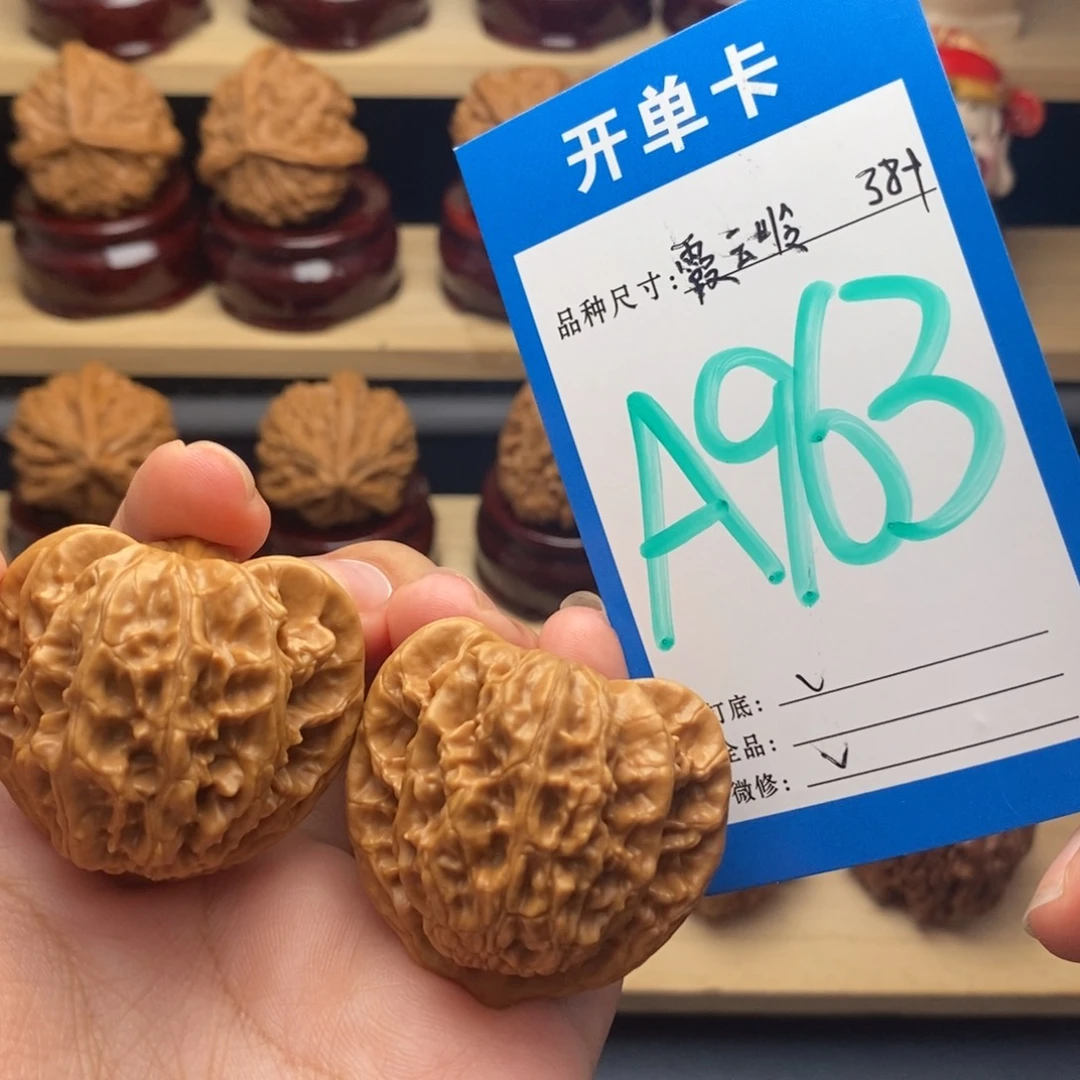 开单卡
品种尺寸：霞云岭 38+
A963
打底：✓
全品：
微修：✓